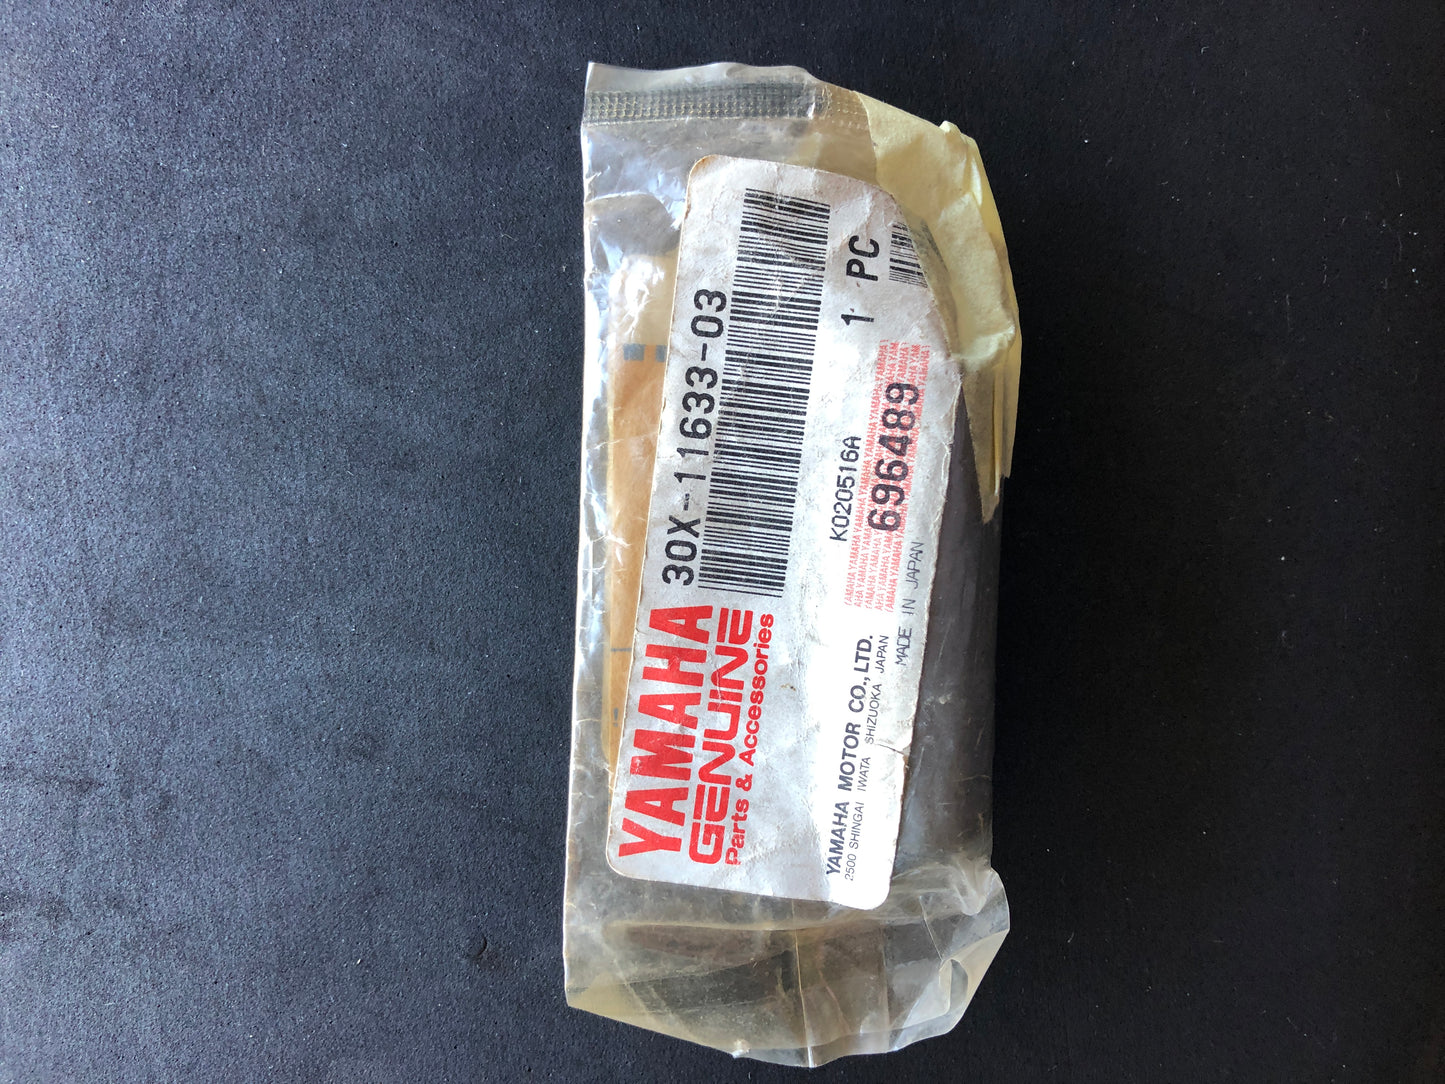 YAMAHA
GENUINE
Parts & Accessories
30X-11633-03
1 PC
K020516A
696489
YAMAHA MOTOR CO., LTD.
2500 SHINGAI IWATA SHIZUOKA JAPAN
MADE IN JAPAN